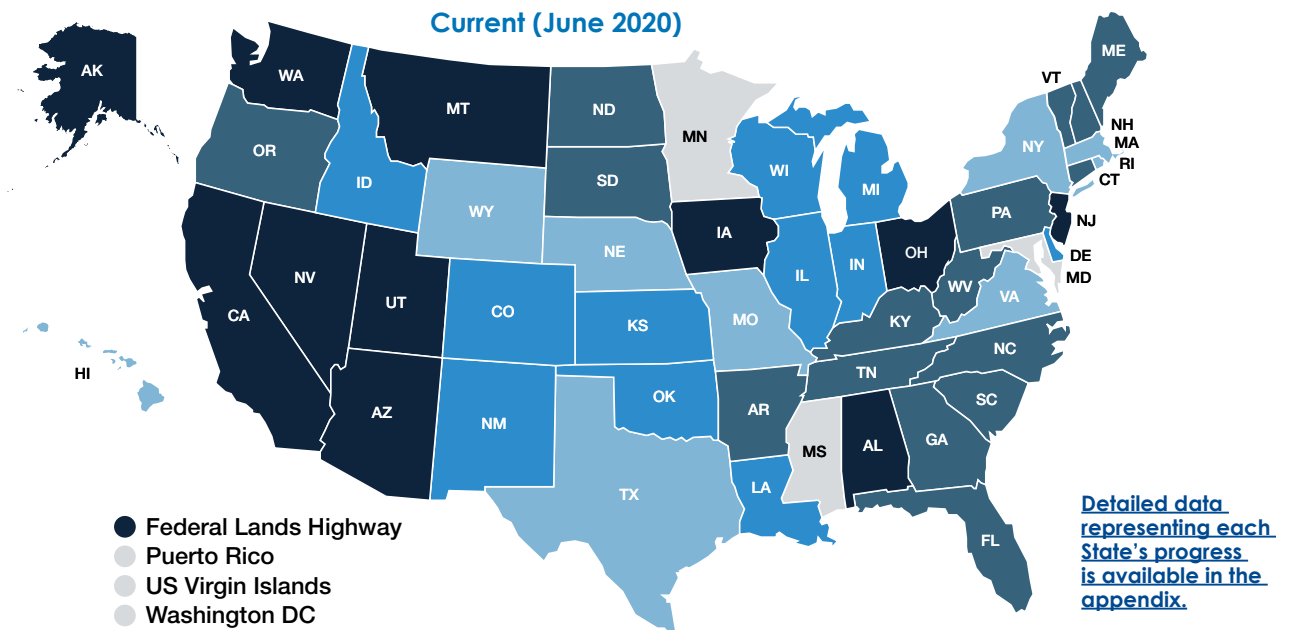 Current (June 2020)
AK
WA
MT
ND
MN
ME
VT
NH
MA
RI
CT
NY
OR
ID
SD
WI
MI
WY
PA
NJ
IA
NE
OH
DE
MD
NV
UT
IL
IN
WV
VA
CA
CO
KS
MO
KY
HI
NC
TN
AZ
NM
OK
AR
SC
MS
AL
GA
TX
LA
FL
Federal Lands Highway
Puerto Rico
US Virgin Islands
Washington DC
Detailed data
representing each
State’s progress
is available in the
appendix.